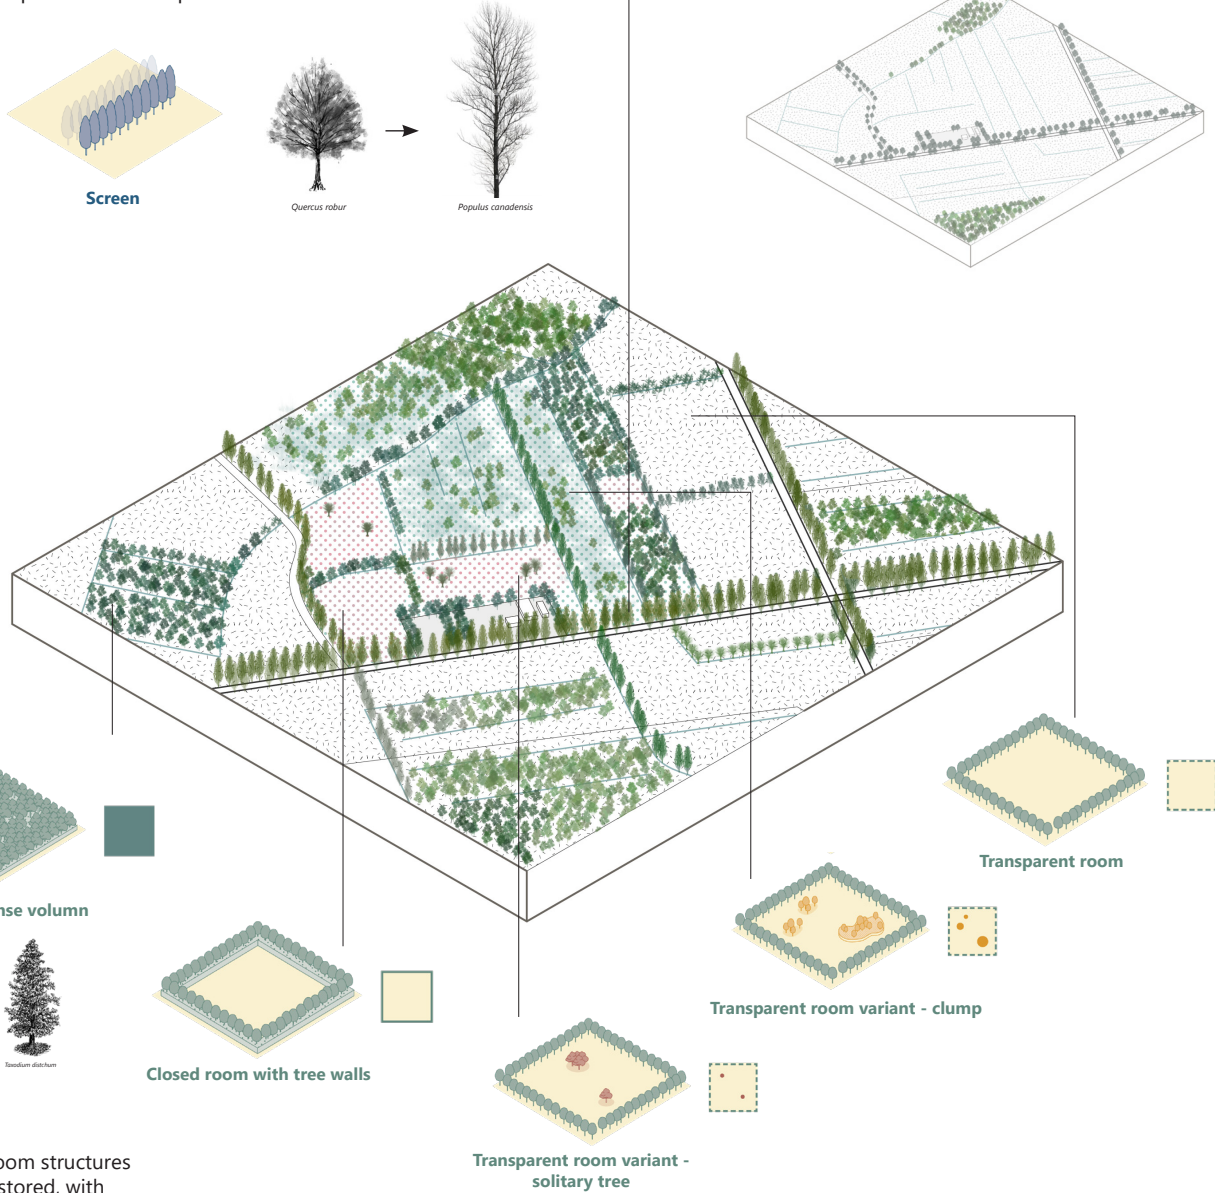 Screen
Quercus robur
Populus canadensis
Transparent room
nse volumn
Transparent room variant - clump
Taxodium distichum
Closed room with tree walls
Transparent room variant -
solitary tree
oom structures
stored, with